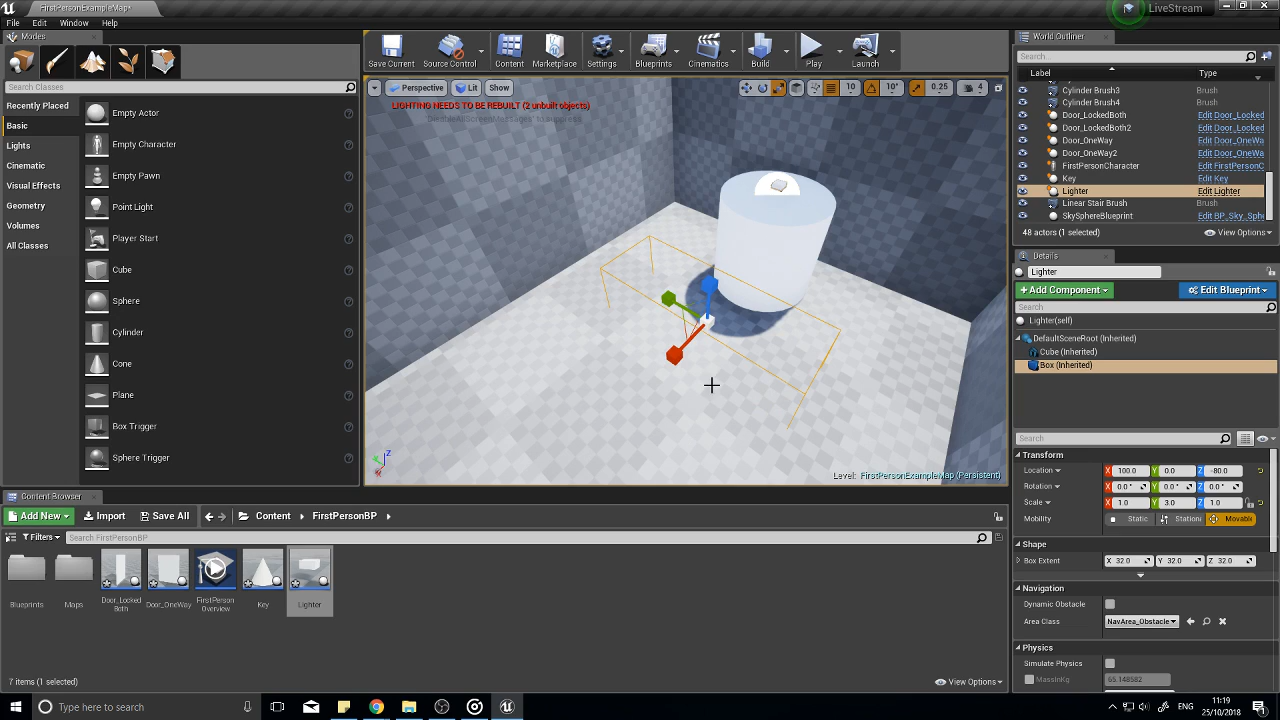 FirstPersonExampleMap*
LiveStream
File Edit Window Help
Modes
Search Classes
Recently Placed
Basic
Lights
Cinematic
Visual Effects
Geometry
Volumes
All Classes
Empty Actor
Empty Character
Empty Pawn
Point Light
Player Start
Cube
Sphere
Cylinder
Cone
Plane
Box Trigger
Sphere Trigger
Save Current
Source Control
Content
Marketplace
Settings
Blueprints
Cinematics
Build
Play
Launch
Perspective
Lit
Show
10
10°
0.25
4
LIGHTING NEEDS TO BE REBUILT (2 unbuilt objects)
'DisableAllScreenMessages' to suppress
Level: FirstPersonExampleMap (Persistent)
World Outliner
Search...
Label Type
Cylinder Brush3 Brush
Cylinder Brush4 Brush
Door_LockedBoth Edit Door_Locked
Door_LockedBoth2 Edit Door_Locked
Door_OneWay Edit Door_OneWa
Door_OneWay2 Edit Door_OneWa
FirstPersonCharacter Edit FirstPersonC
Key Edit Key
Lighter Edit Lighter
Linear Stair Brush Brush
SkySphereBlueprint Edit BP_Sky_Sphe
48 actors (1 selected)
View Options
Details
Lighter
+ Add Component
Edit Blueprint
Search
Lighter(self)
DefaultSceneRoot (Inherited)
Cube (Inherited)
Box (Inherited)
Search
Transform
Location X 100.0 Y 0.0 Z -80.0
Rotation X 0.0 ° Y 0.0 ° Z 0.0 °
Scale X 1.0 Y 3.0 Z 1.0
Mobility Static Station Movabl
Shape
Box Extent X 32.0 Y 32.0 Z 32.0
Navigation
Dynamic Obstacle
Area Class NavArea_Obstacle
Physics
Simulate Physics
MassInKg 65.148582
Content Browser
Add New
Import
Save All
Content
FirstPersonBP
Filters
Search FirstPersonBP
Blueprints
Maps
Door_Locked
Both
Door_OneWay
FirstPerson
Overview
Key
Lighter
7 items (1 selected)
View Options
Type here to search
ENG
11:19
25/10/2018